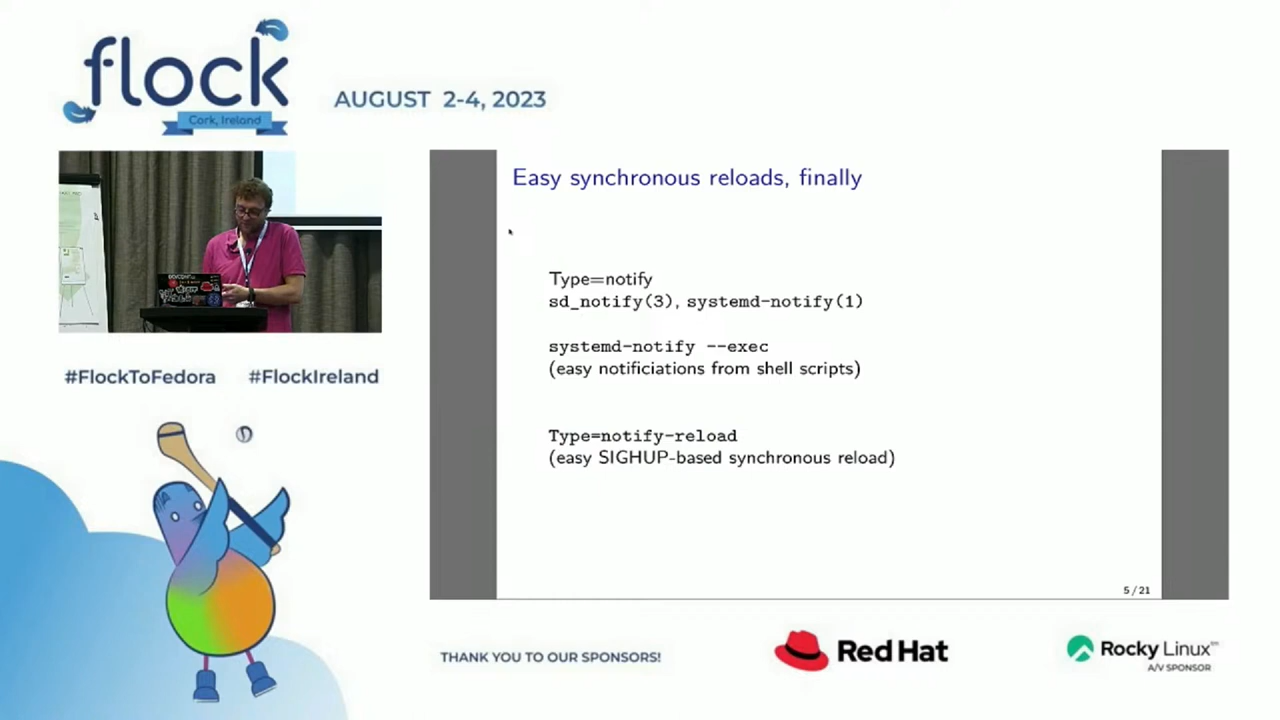 flock
Cork, Ireland
AUGUST 2-4, 2023
#FlockToFedora #FlockIreland
Easy synchronous reloads, finally
Type=notify
sd_notify(3), systemd-notify(1)
systemd-notify --exec
(easy notificiations from shell scripts)
Type=notify-reload
(easy SIGHUP-based synchronous reload)
5 / 21
THANK YOU TO OUR SPONSORS!
Red Hat
Rocky Linux™
A/V SPONSOR